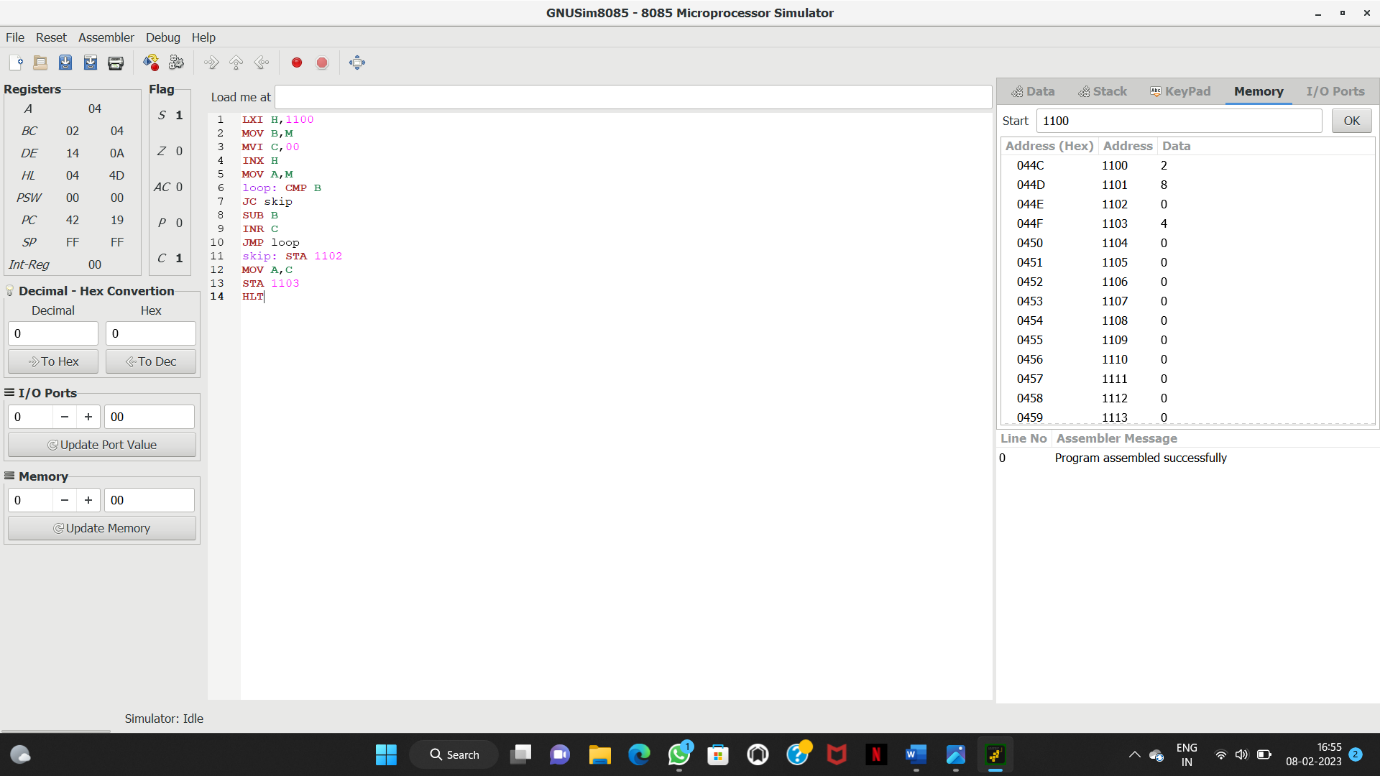 GNUSim8085 - 8085 Microprocessor Simulator
File Reset Assembler Debug Help
Registers
A 04
BC 02 04
DE 14 0A
HL 04 4D
PSW 00 00
PC 42 19
SP FF FF
Int-Reg 00
Flag
S 1
Z 0
AC 0
P 0
C 1
Decimal - Hex Convertion
Decimal Hex
0 0
To Hex To Dec
I/O Ports
0 − + 00
Update Port Value
Memory
0 − + 00
Update Memory
Load me at
1 LXI H,1100
2 MOV B,M
3 MVI C,00
4 INX H
5 MOV A,M
6 loop: CMP B
7 JC skip
8 SUB B
9 INR C
10 JMP loop
11 skip: STA 1102
12 MOV A,C
13 STA 1103
14 HLT
Data Stack Abc KeyPad Memory I/O Ports
Start 1100 OK
Address (Hex) Address Data
044C 1100 2
044D 1101 8
044E 1102 0
044F 1103 4
0450 1104 0
0451 1105 0
0452 1106 0
0453 1107 0
0454 1108 0
0455 1109 0
0456 1110 0
0457 1111 0
0458 1112 0
0459 1113 0
Line No Assembler Message
0 Program assembled successfully
Simulator: Idle
Search
1
ENG
IN
16:55
08-02-2023
2